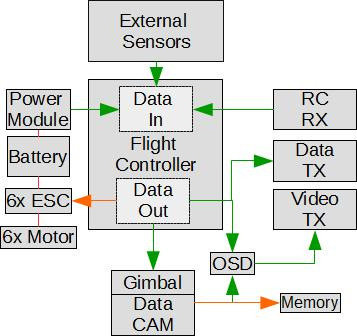 External
Sensors
Power
Module
Data
In
RC
RX
Flight
Controller
Battery
Data
TX
6x ESC
Data
Out
Video
TX
6x Motor
OSD
Gimbal
Data
CAM
Memory